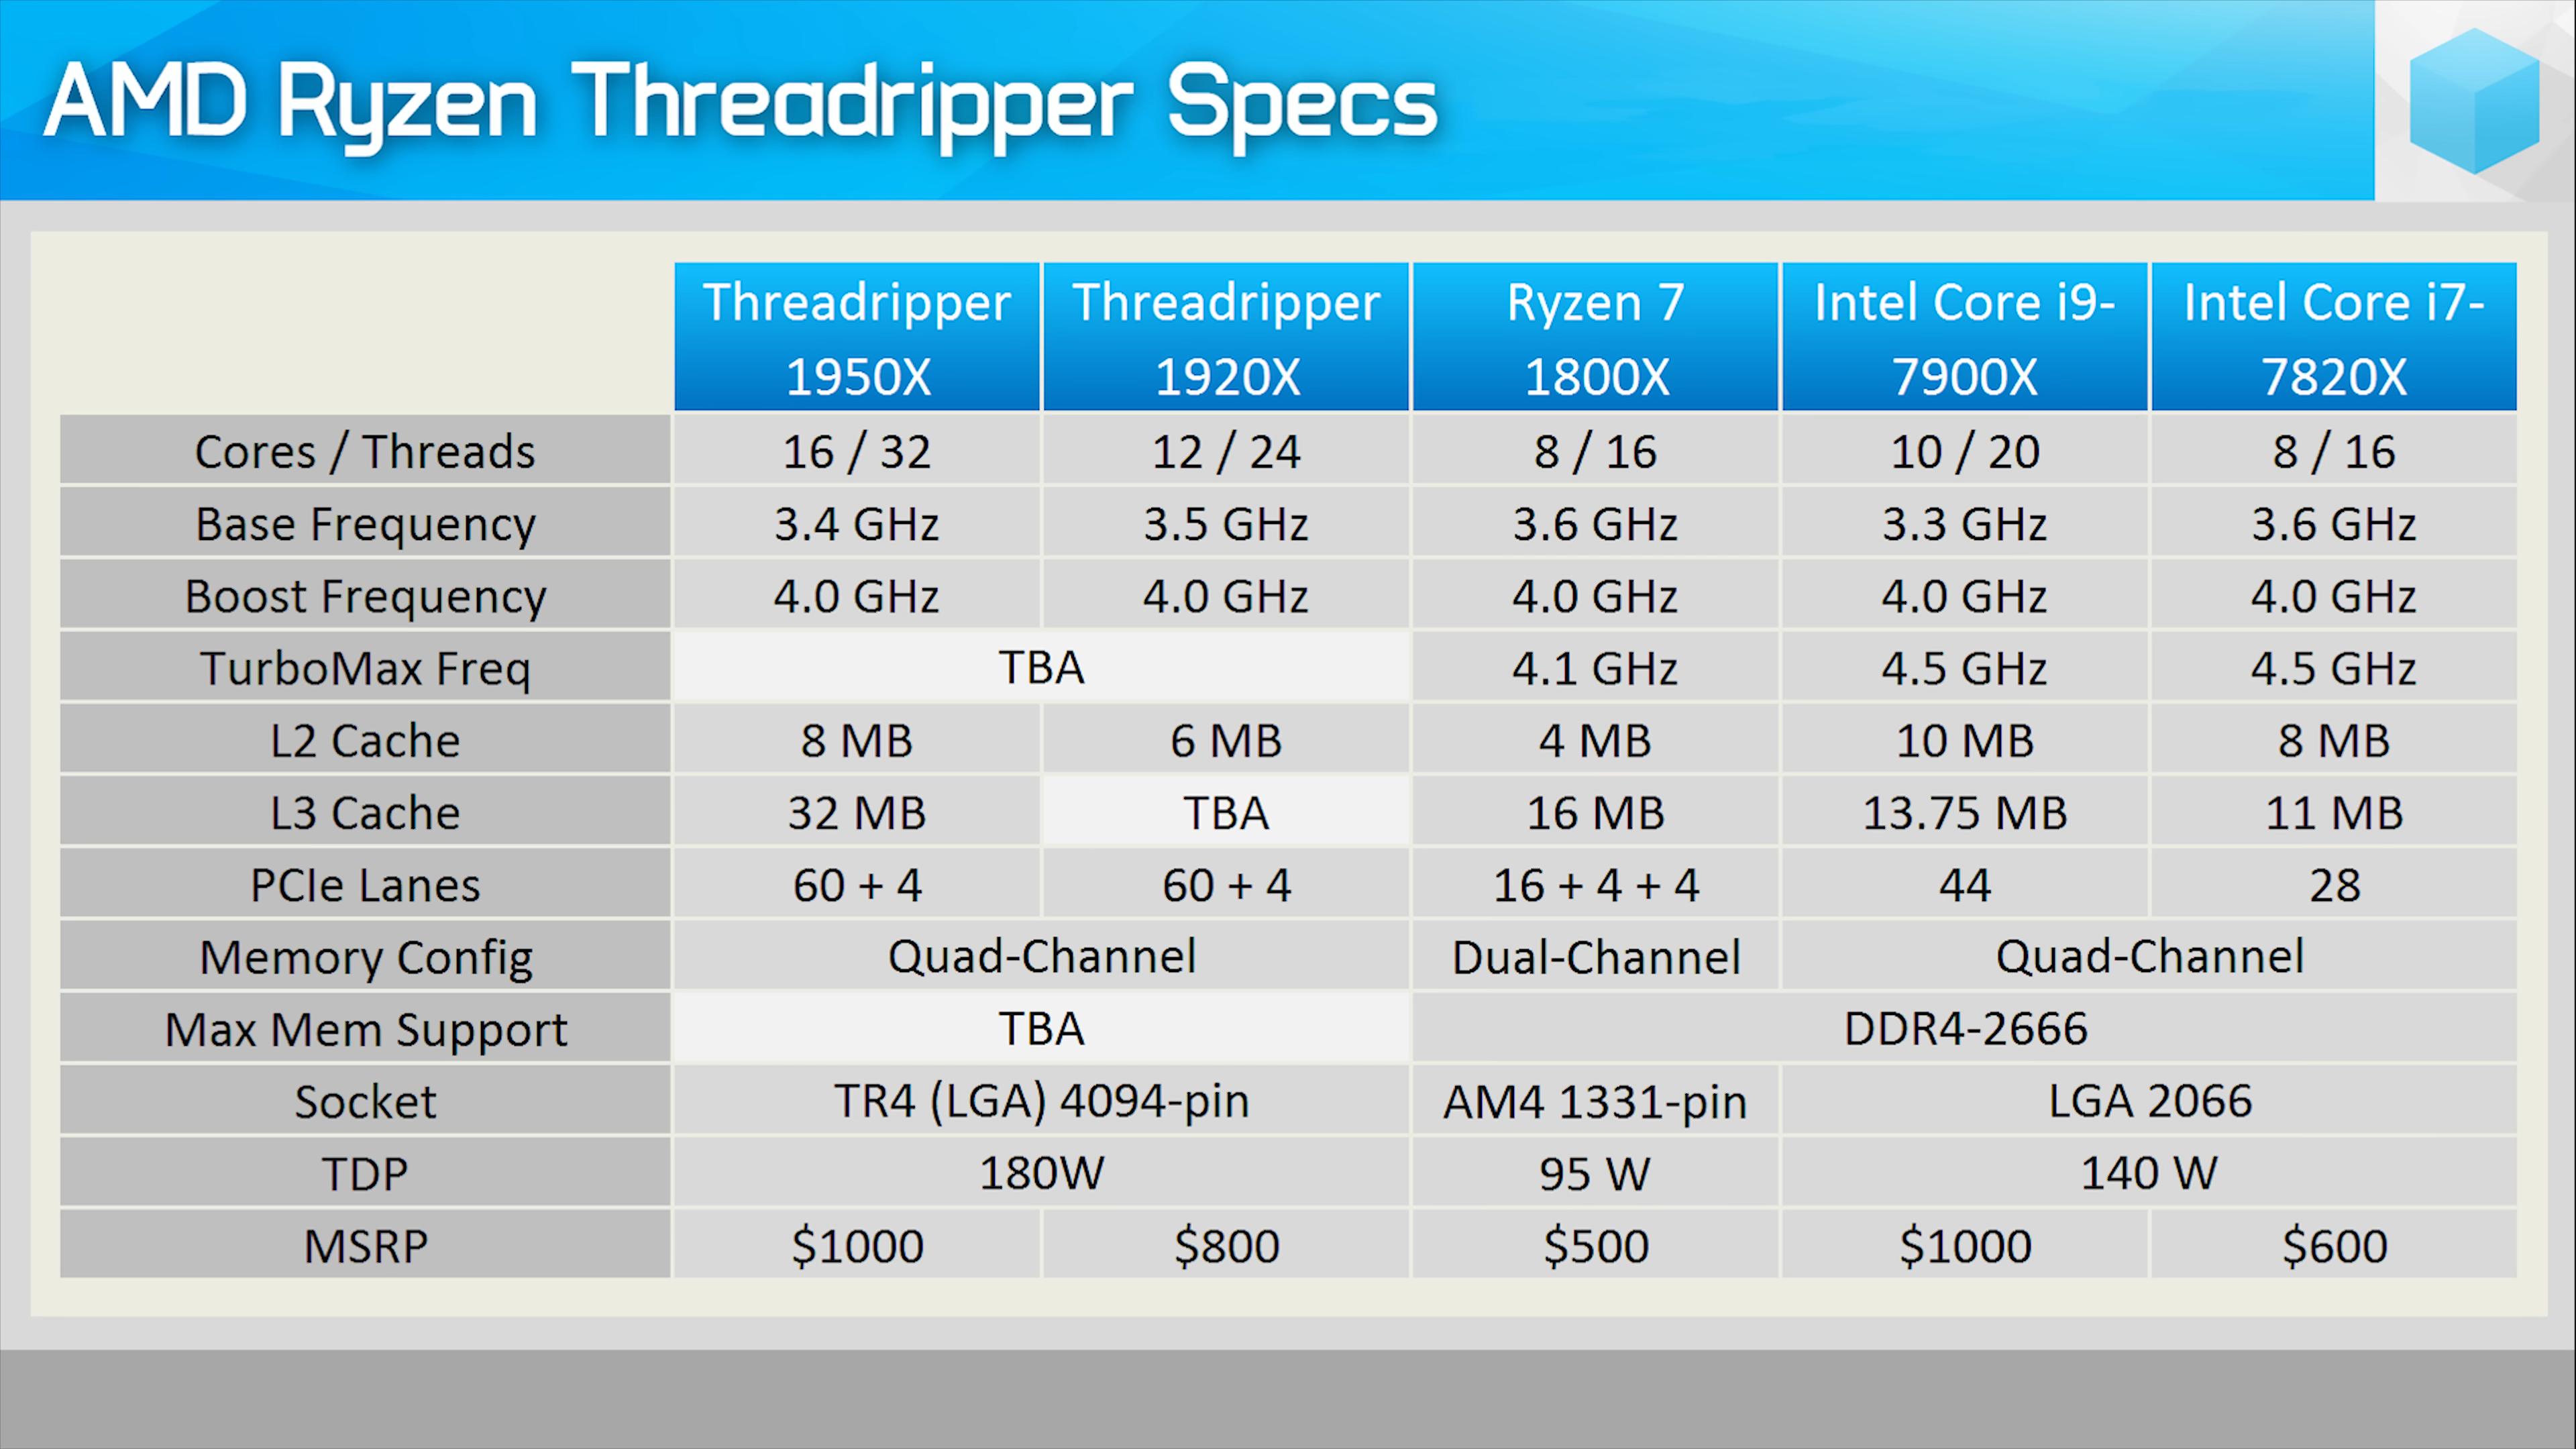 AMD Ryzen Threadripper Specs
Threadripper 1950X Threadripper 1920X Ryzen 7 1800X Intel Core i9-7900X Intel Core i7-7820X
Cores / Threads 16 / 32 12 / 24 8 / 16 10 / 20 8 / 16
Base Frequency 3.4 GHz 3.5 GHz 3.6 GHz 3.3 GHz 3.6 GHz
Boost Frequency 4.0 GHz 4.0 GHz 4.0 GHz 4.0 GHz 4.0 GHz
TurboMax Freq TBA 4.1 GHz 4.5 GHz 4.5 GHz
L2 Cache 8 MB 6 MB 4 MB 10 MB 8 MB
L3 Cache 32 MB TBA 16 MB 13.75 MB 11 MB
PCIe Lanes 60 + 4 60 + 4 16 + 4 + 4 44 28
Memory Config Quad-Channel Dual-Channel Quad-Channel
Max Mem Support TBA DDR4-2666
Socket TR4 (LGA) 4094-pin AM4 1331-pin LGA 2066
TDP 180W 95 W 140 W
MSRP $1000 $800 $500 $1000 $600